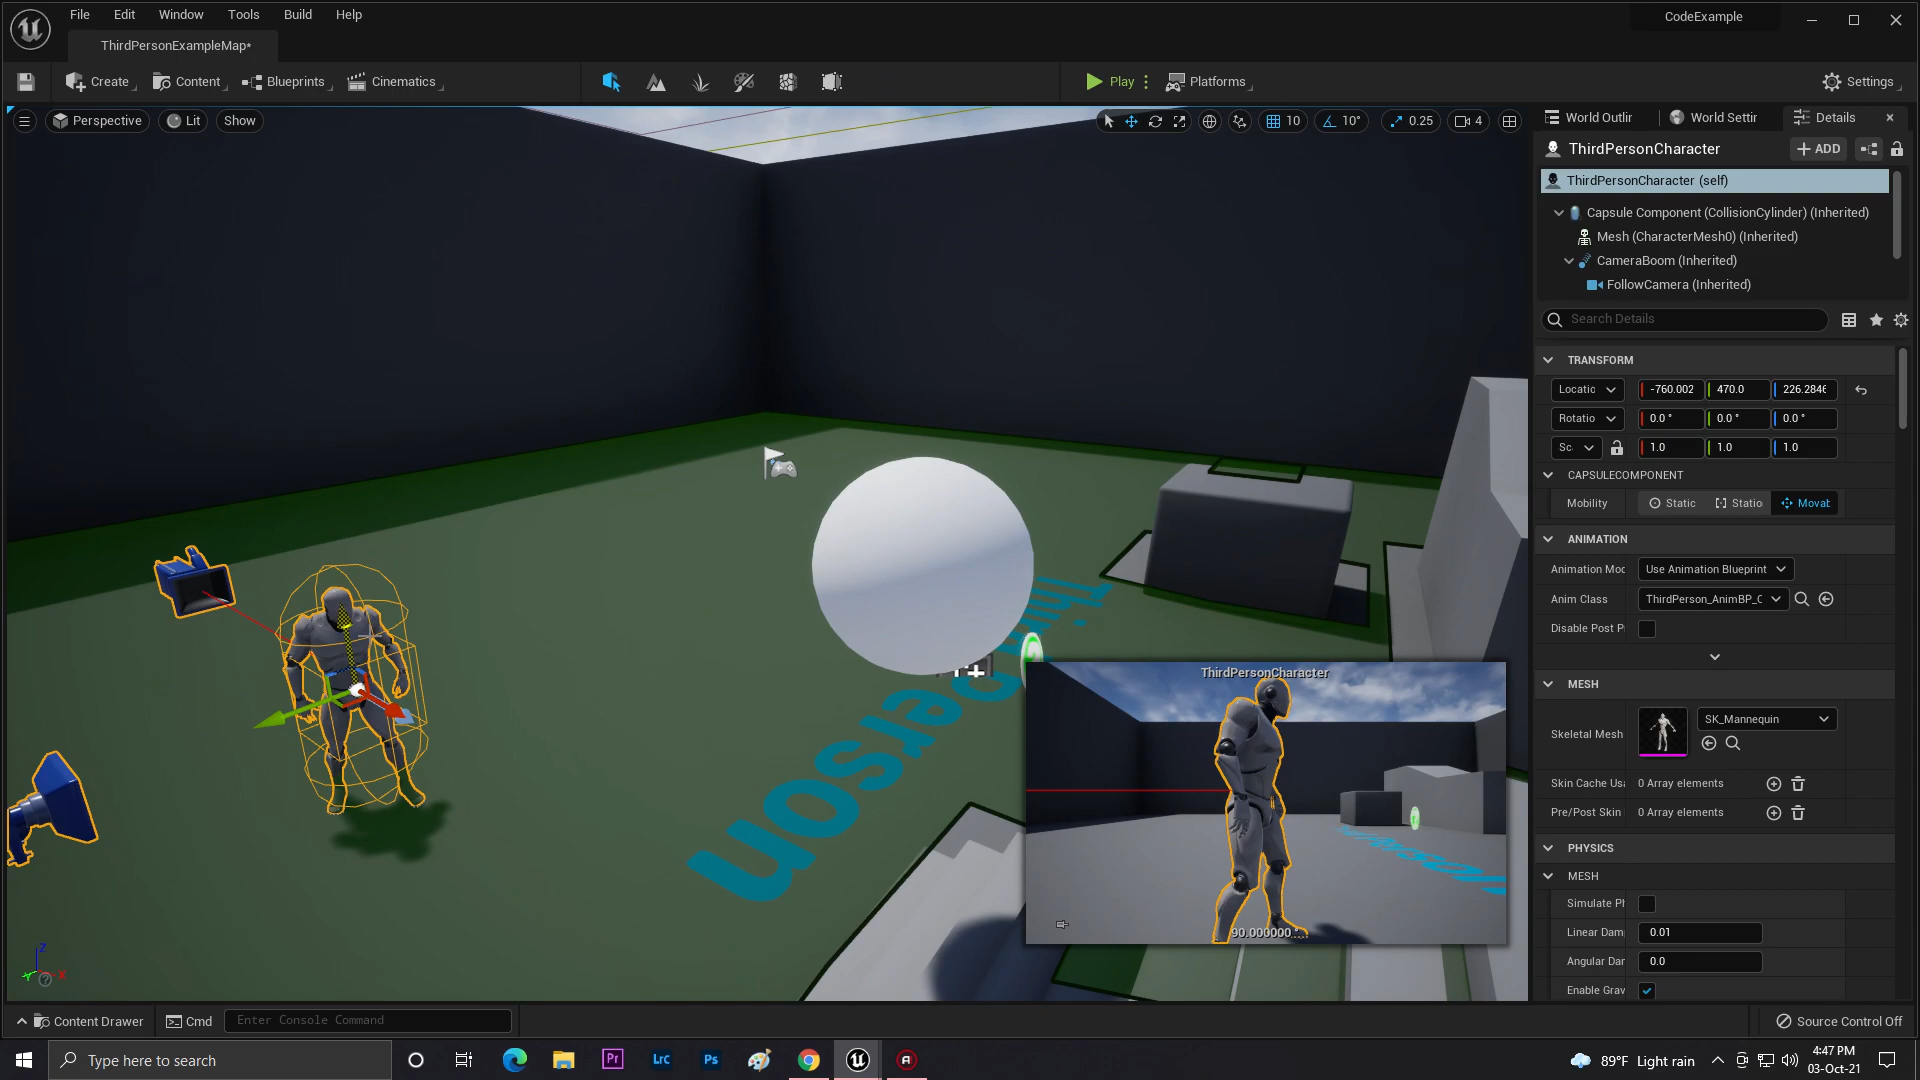 File Edit Window Tools Build Help
CodeExample
ThirdPersonExampleMap*
Create Content Blueprints Cinematics
Play Platforms
Settings
Perspective Lit Show
10 10° 0.25 4
World Outlir World Settir Details
ThirdPersonCharacter
ADD
ThirdPersonCharacter (self)
Capsule Component (CollisionCylinder) (Inherited)
Mesh (CharacterMesh0) (Inherited)
CameraBoom (Inherited)
FollowCamera (Inherited)
Search Details
TRANSFORM
Locatic -760.002 470.0 226.2846
Rotatio 0.0 ° 0.0 ° 0.0 °
Sc 1.0 1.0 1.0
CAPSULECOMPONENT
Mobility Static Statio Movab
ANIMATION
Animation Moc Use Animation Blueprint
Anim Class ThirdPerson_AnimBP_C
Disable Post P
MESH
Skeletal Mesh SK_Mannequin
Skin Cache Usa 0 Array elements
Pre/Post Skin 0 Array elements
PHYSICS
MESH
Simulate Ph
Linear Dam 0.01
Angular Dar 0.0
Enable Grav
ThirdPersonCharacter
90.000000 °
Z
X
Y
Content Drawer Cmd Enter Console Command
Source Control Off
Type here to search
Pr Lrc Ps
89°F Light rain
4:47 PM
03-Oct-21